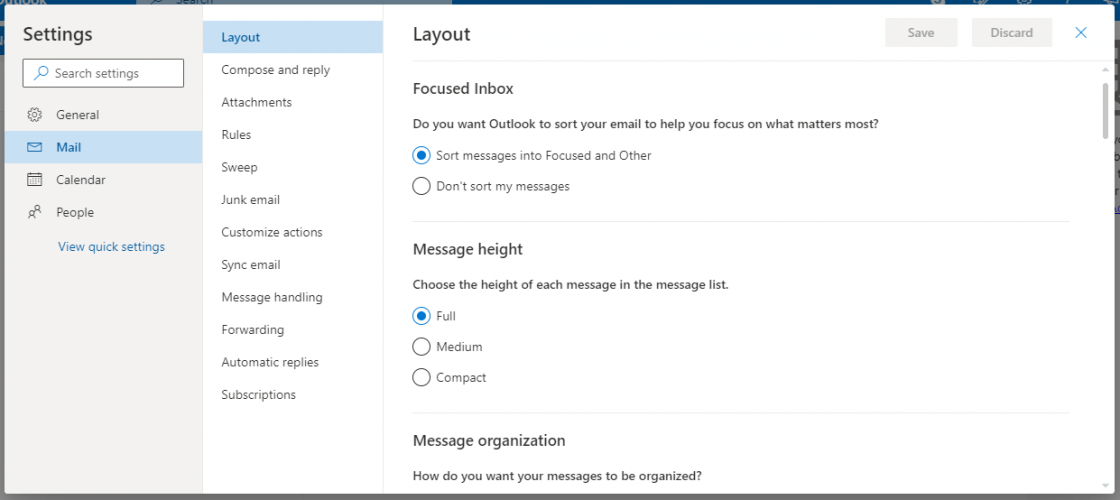 Outlook
Search
Settings
Search settings
General
Mail
Calendar
People
View quick settings
Layout
Compose and reply
Attachments
Rules
Sweep
Junk email
Customize actions
Sync email
Message handling
Forwarding
Automatic replies
Subscriptions
Layout
Save
Discard
Focused Inbox
Do you want Outlook to sort your email to help you focus on what matters most?
Sort messages into Focused and Other
Don't sort my messages
Message height
Choose the height of each message in the message list.
Full
Medium
Compact
Message organization
How do you want your messages to be organized?